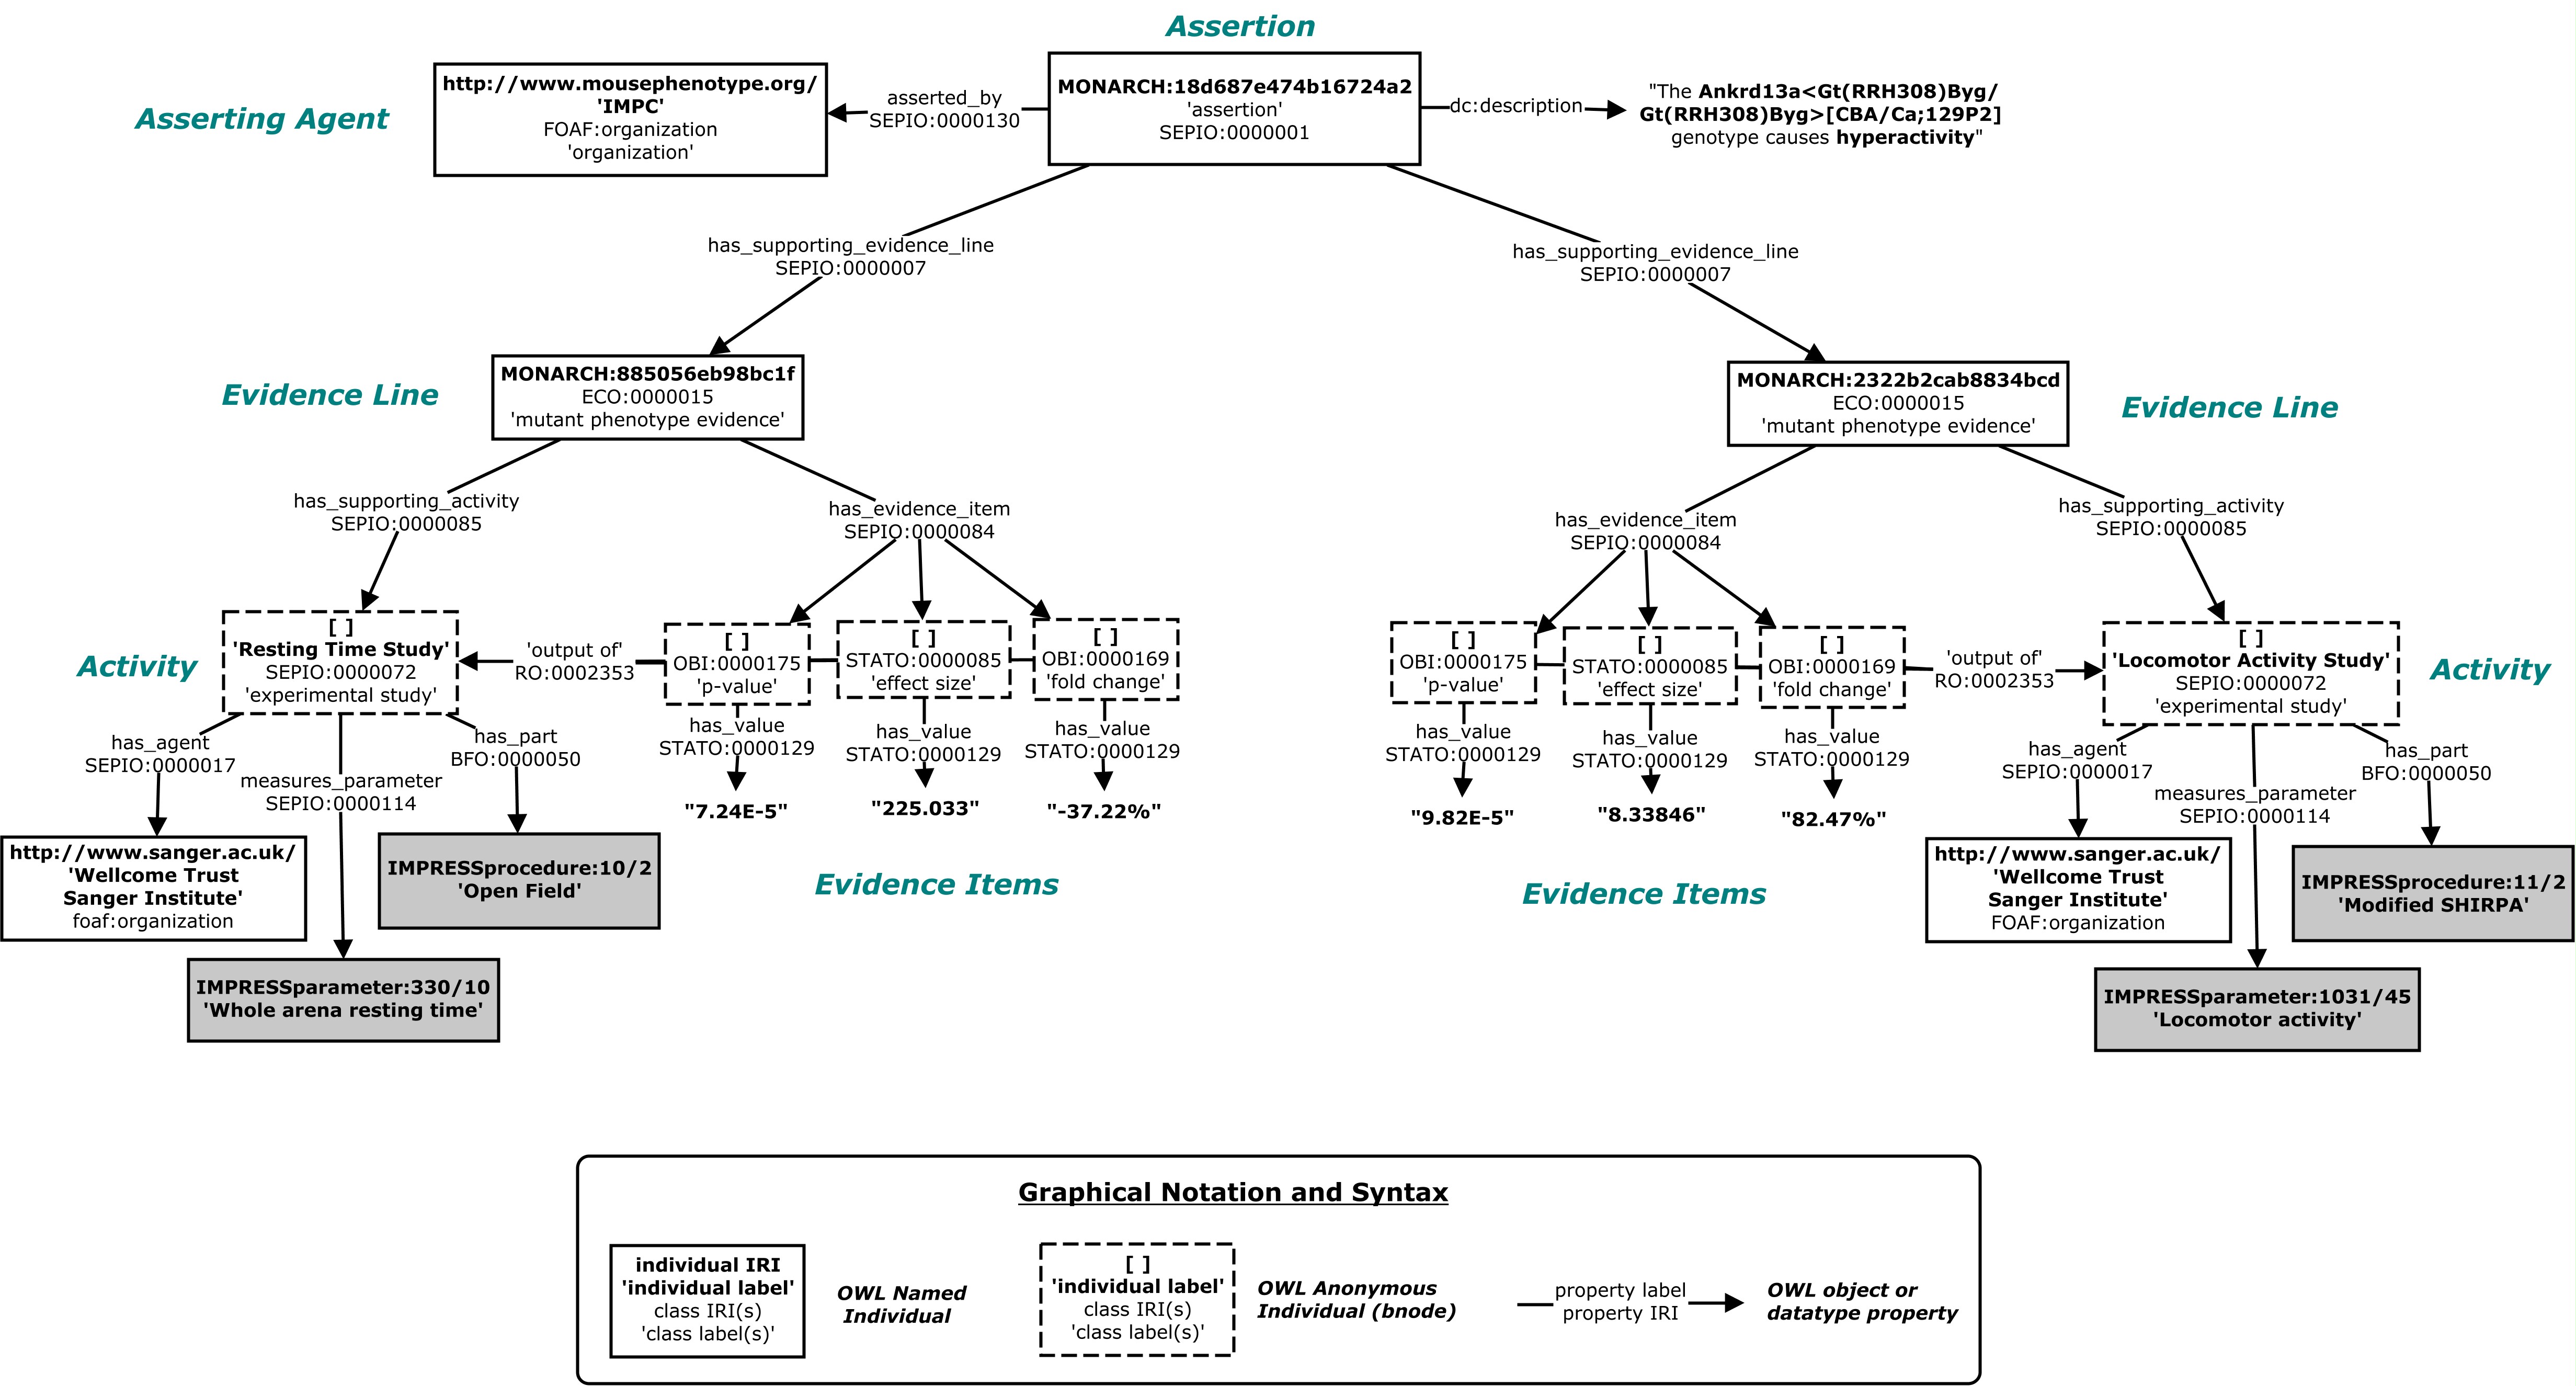 Assertion
Asserting Agent
http://www.mousephenotype.org/
'IMPC'
FOAF:organization
'organization'
asserted_by
SEPIO:0000130
MONARCH:18d687e474b16724a2
'assertion'
SEPIO:0000001
dc:description
"The Ankrd13a<Gt(RRH308)Byg/
Gt(RRH308)Byg>[CBA/Ca;129P2]
genotype causes hyperactivity"
has_supporting_evidence_line
SEPIO:0000007
has_supporting_evidence_line
SEPIO:0000007
Evidence Line
MONARCH:885056eb98bc1f
ECO:0000015
'mutant phenotype evidence'
MONARCH:2322b2cab8834bcd
ECO:0000015
'mutant phenotype evidence'
Evidence Line
has_supporting_activity
SEPIO:0000085
has_evidence_item
SEPIO:0000084
has_evidence_item
SEPIO:0000084
has_supporting_activity
SEPIO:0000085
Activity
[ ]
'Resting Time Study'
SEPIO:0000072
'experimental study'
'output of'
RO:0002353
[ ]
OBI:0000175
'p-value'
[ ]
STATO:0000085
'effect size'
[ ]
OBI:0000169
'fold change'
[ ]
OBI:0000175
'p-value'
[ ]
STATO:0000085
'effect size'
[ ]
OBI:0000169
'fold change'
'output of'
RO:0002353
[ ]
'Locomotor Activity Study'
SEPIO:0000072
'experimental study'
Activity
has_agent
SEPIO:0000017
measures_parameter
SEPIO:0000114
has_part
BFO:0000050
has_value
STATO:0000129
has_value
STATO:0000129
has_value
STATO:0000129
has_value
STATO:0000129
has_value
STATO:0000129
has_value
STATO:0000129
has_agent
SEPIO:0000017
measures_parameter
SEPIO:0000114
has_part
BFO:0000050
"7.24E-5"
"225.033"
"-37.22%"
"9.82E-5"
"8.33846"
"82.47%"
http://www.sanger.ac.uk/
'Wellcome Trust
Sanger Institute'
foaf:organization
IMPRESSprocedure:10/2
'Open Field'
Evidence Items
Evidence Items
http://www.sanger.ac.uk/
'Wellcome Trust
Sanger Institute'
FOAF:organization
IMPRESSprocedure:11/2
'Modified SHIRPA'
IMPRESSparameter:330/10
'Whole arena resting time'
IMPRESSparameter:1031/45
'Locomotor activity'
Graphical Notation and Syntax
individual IRI
'individual label'
class IRI(s)
'class label(s)'
OWL Named
Individual
[ ]
'individual label'
class IRI(s)
'class label(s)'
OWL Anonymous
Individual (bnode)
property label
property IRI
OWL object or
datatype property